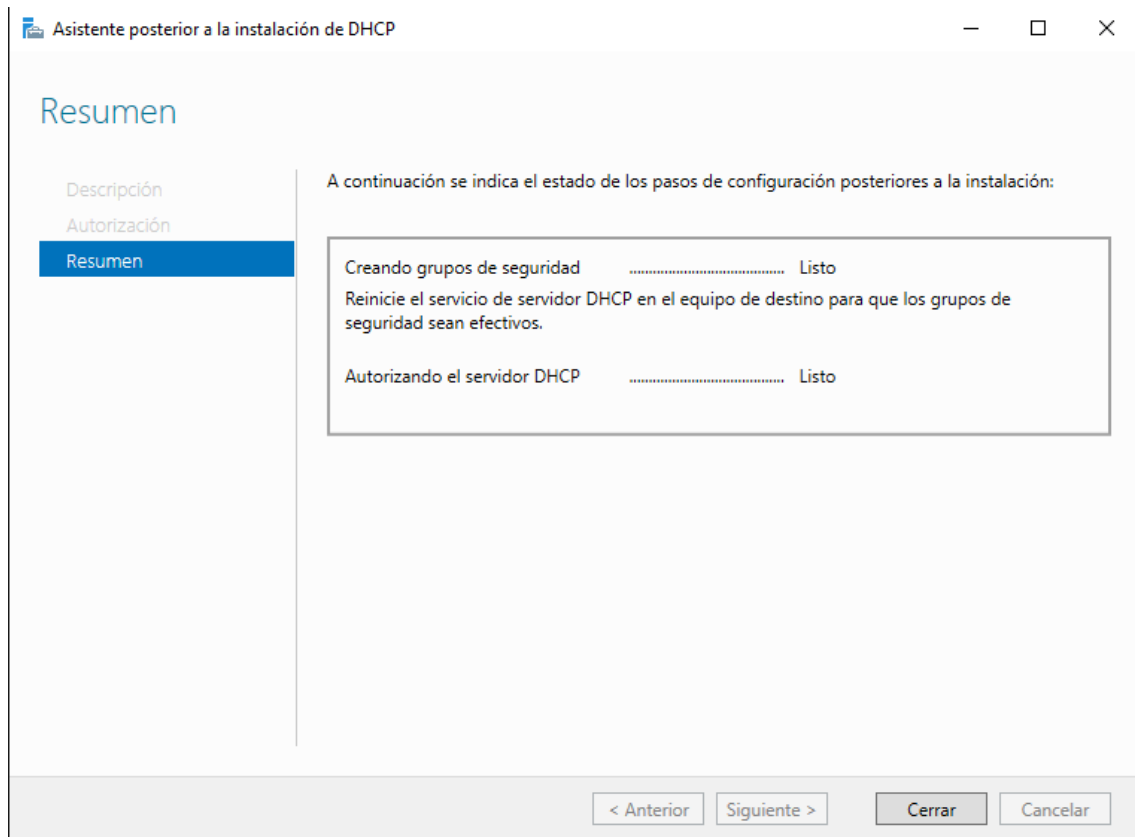 Asistente posterior a la instalación de DHCP
Resumen
Descripción
Autorización
Resumen
A continuación se indica el estado de los pasos de configuración posteriores a la instalación:
Creando grupos de seguridad ........................................ Listo
Reinicie el servicio de servidor DHCP en el equipo de destino para que los grupos de
seguridad sean efectivos.
Autorizando el servidor DHCP ........................................ Listo
< Anterior Siguiente > Cerrar Cancelar